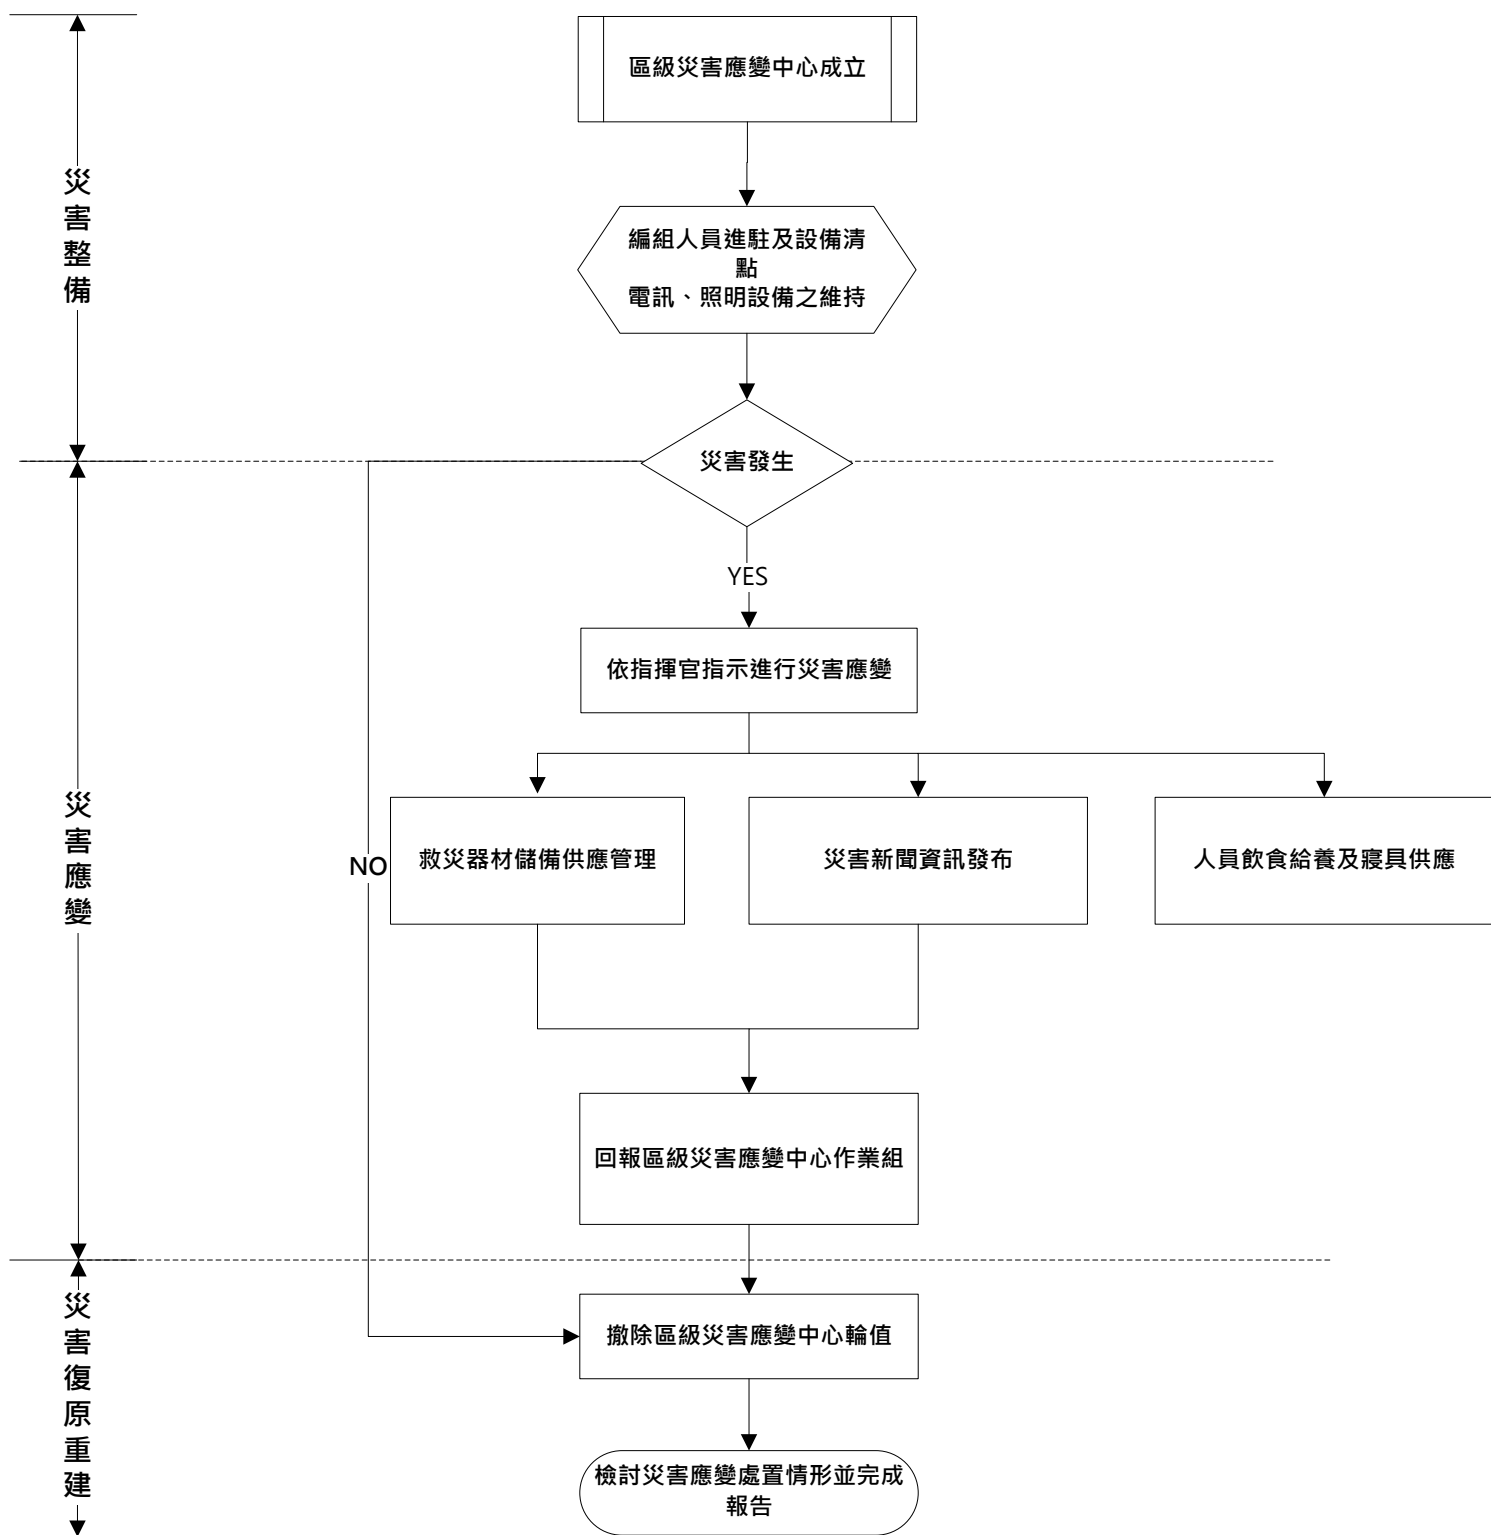 區級災害應變中心成立
災害整備
編組人員進駐及設備清
點
電訊、照明設備之維持
災害發生
YES
依指揮官指示進行災害應變
災害應變
NO
救災器材儲備供應管理
災害新聞資訊發布
人員飲食給養及寢具供應
回報區級災害應變中心作業組
災害復原重建
撤除區級災害應變中心輪值
檢討災害應變處置情形並完成
報告